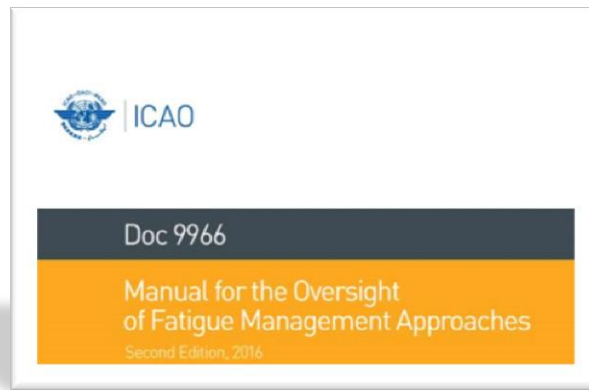 ICAO
Doc 9966
Manual for the Oversight
of Fatigue Management Approaches
Second Edition, 2016